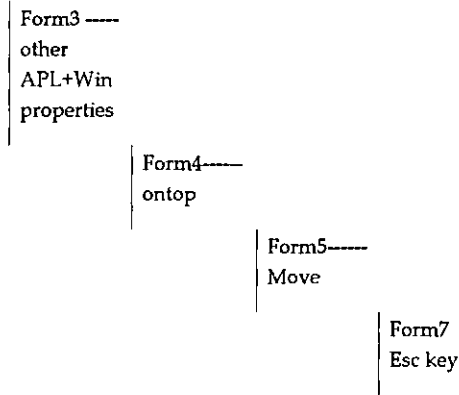 Form3 -----
other
APL+Win
properties
Form4------
ontop
Form5------
Move
Form7
Esc key